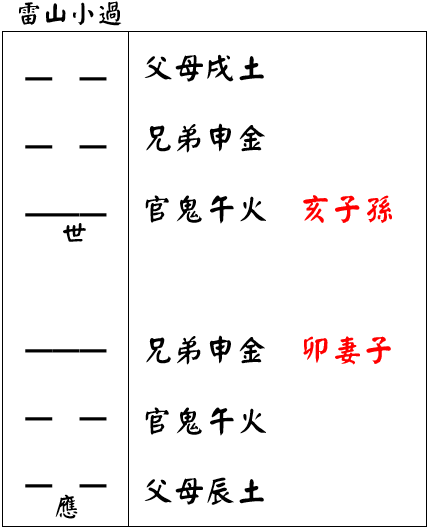 雷山小過
父母戌土
兄弟申金
官鬼午火 亥子孫
世
兄弟申金 卯妻子
官鬼午火
父母辰土
應